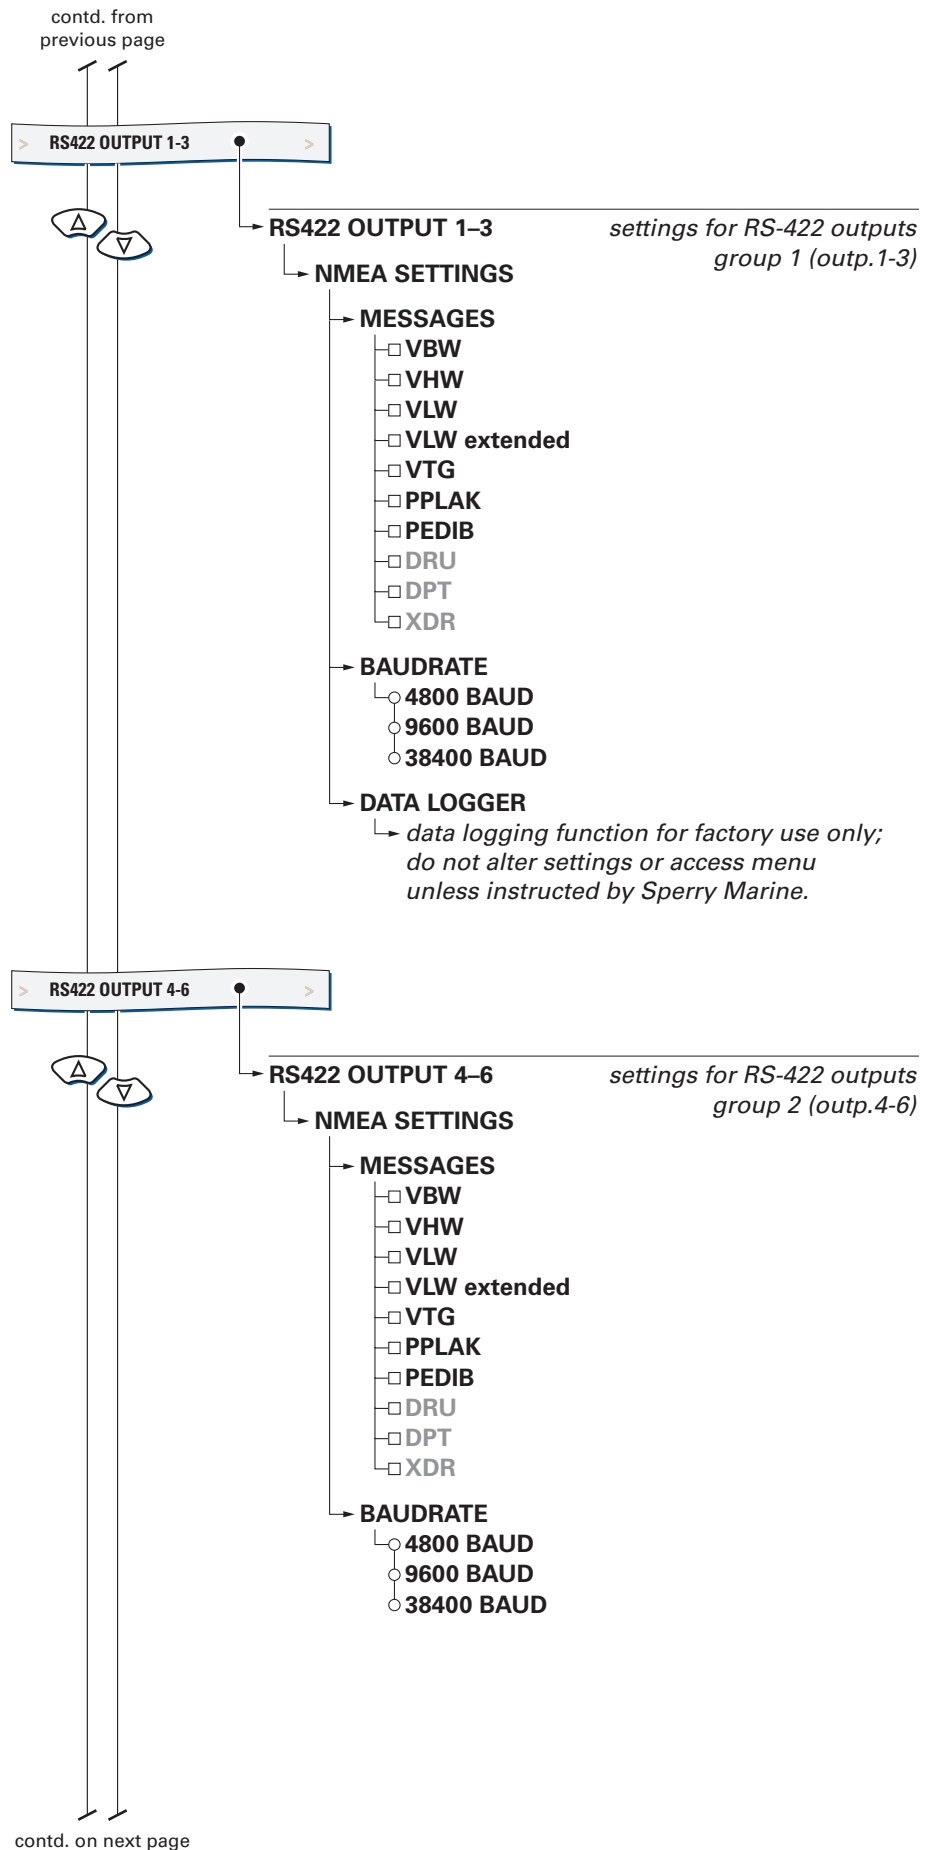 contd. from
previous page
> RS422 OUTPUT 1-3 >
RS422 OUTPUT 1–3
settings for RS-422 outputs
group 1 (outp.1-3)
NMEA SETTINGS
MESSAGES
VBW
VHW
VLW
VLW extended
VTG
PPLAK
PEDIB
DRU
DPT
XDR
BAUDRATE
4800 BAUD
9600 BAUD
38400 BAUD
DATA LOGGER
data logging function for factory use only;
do not alter settings or access menu
unless instructed by Sperry Marine.
> RS422 OUTPUT 4-6 >
RS422 OUTPUT 4–6
settings for RS-422 outputs
group 2 (outp.4-6)
NMEA SETTINGS
MESSAGES
VBW
VHW
VLW
VLW extended
VTG
PPLAK
PEDIB
DRU
DPT
XDR
BAUDRATE
4800 BAUD
9600 BAUD
38400 BAUD
contd. on next page